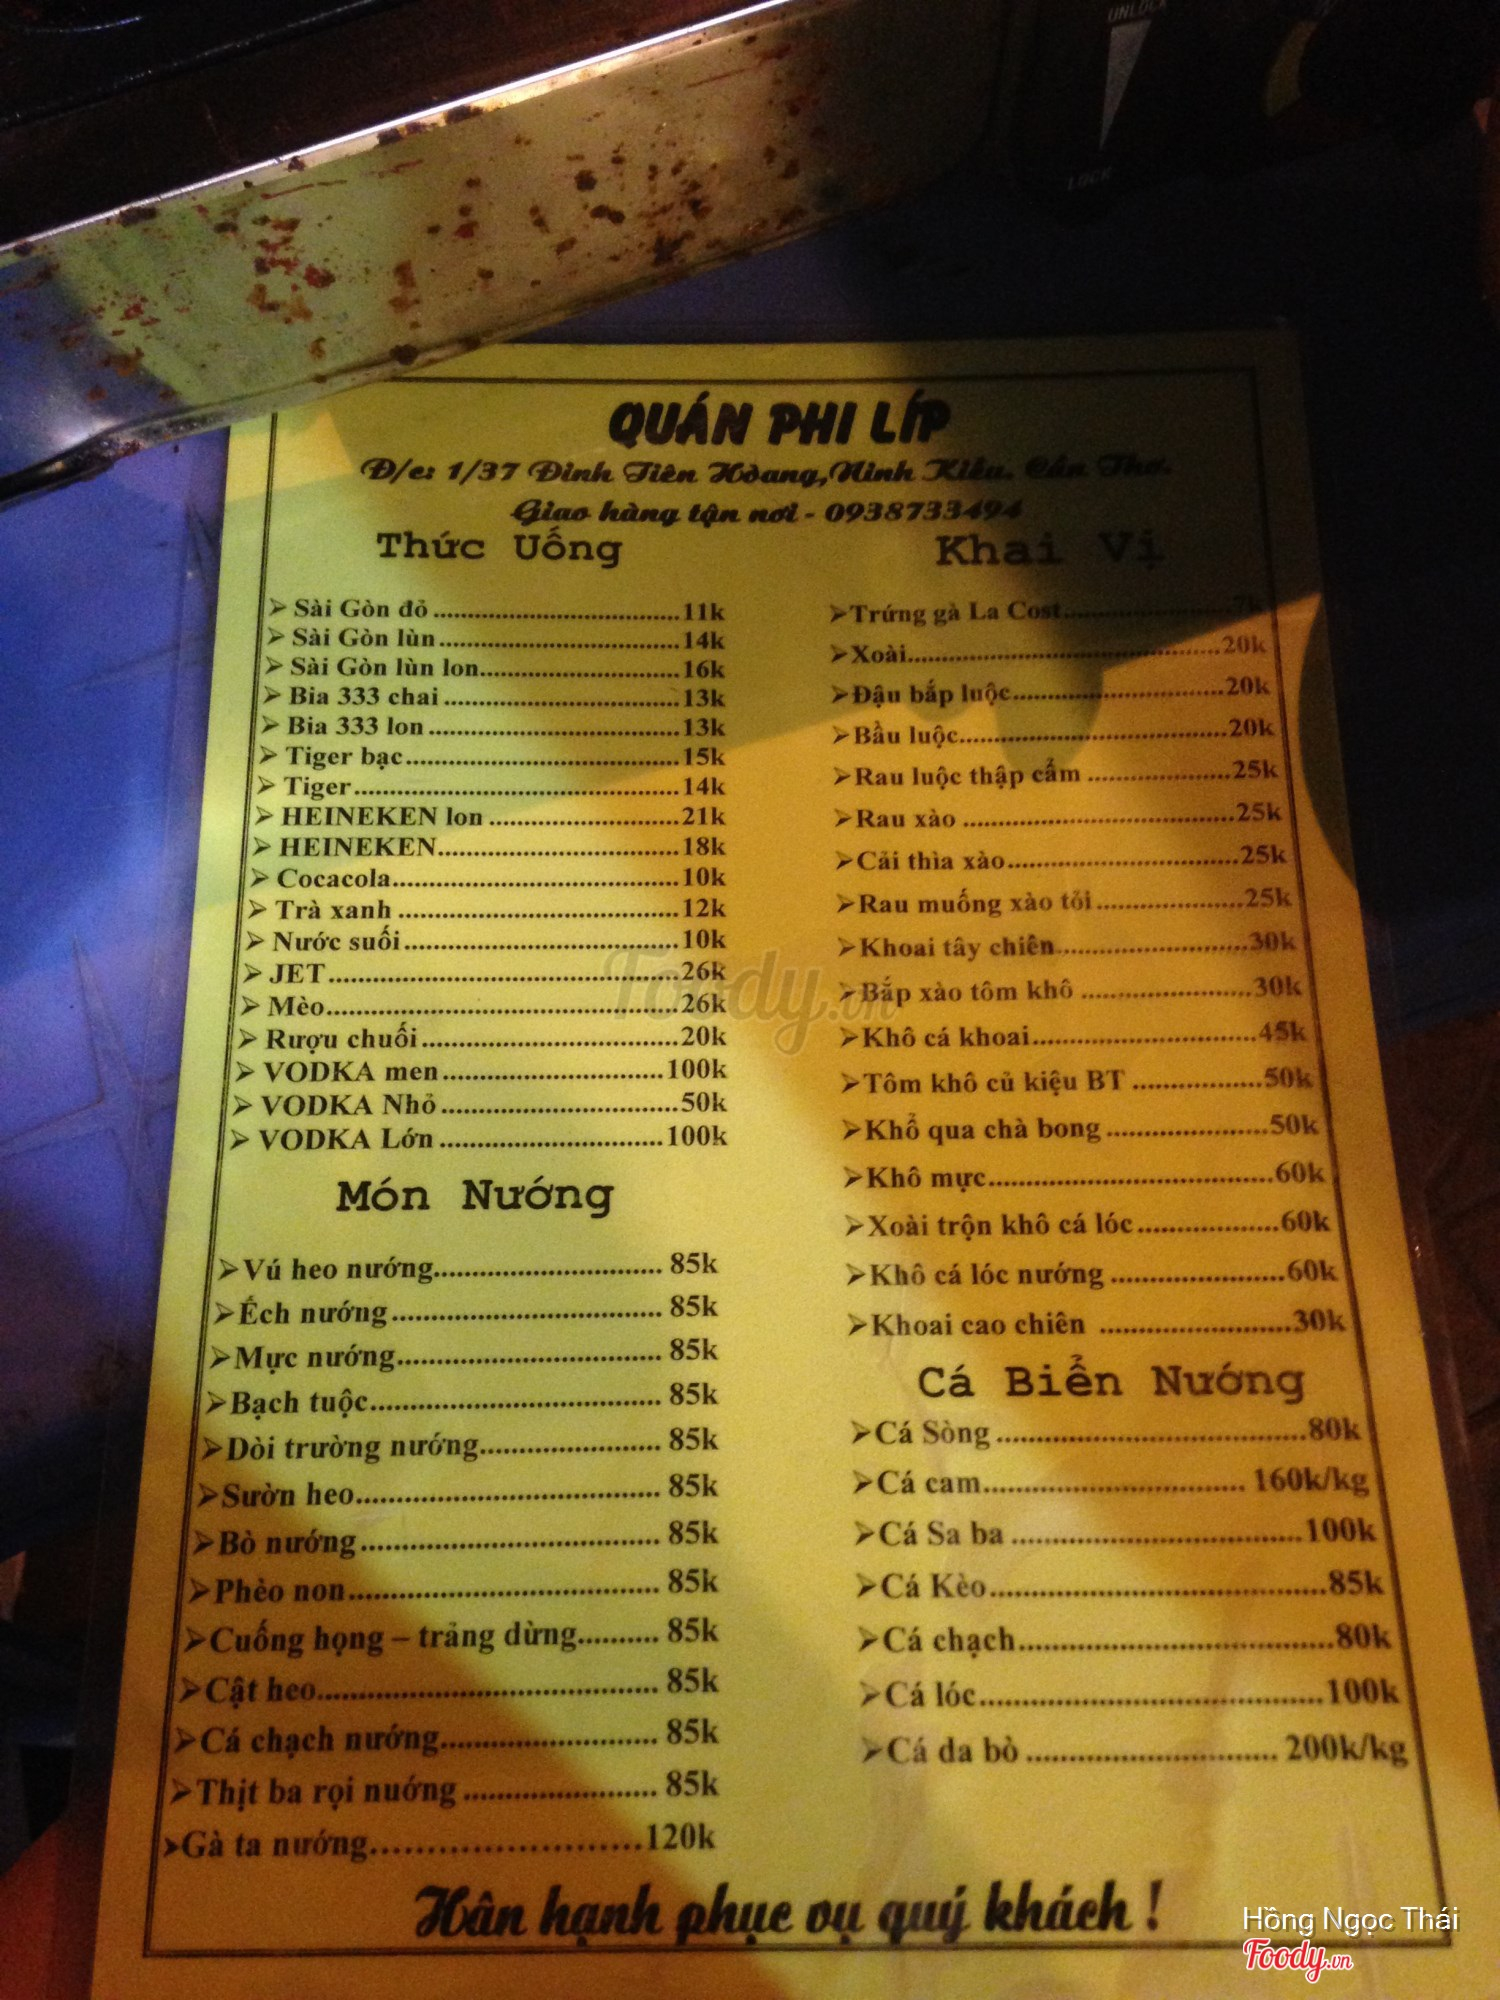 UNLOCK
LOCK
QUÁN PHI LÍP
Đ/c: 1/37 Đinh Tiên Hoàng, Ninh Kiều. Cần Thơ.
Giao hàng tận nơi - 0938733494
Thức Uống
Sài Gòn đỏ 11k
Sài Gòn lùn 14k
Sài Gòn lùn lon 16k
Bia 333 chai 13k
Bia 333 lon 13k
Tiger bạc 15k
Tiger 14k
HEINEKEN lon 21k
HEINEKEN 18k
Cocacola 10k
Trà xanh 12k
Nước suối 10k
JET 26k
Mèo 26k
Rượu chuối 20k
VODKA men 100k
VODKA Nhỏ 50k
VODKA Lớn 100k
Món Nướng
Vú heo nướng 85k
Ếch nướng 85k
Mực nướng 85k
Bạch tuộc 85k
Dòi trường nướng 85k
Sườn heo 85k
Bò nướng 85k
Phèo non 85k
Cuống họng – trảng dừng 85k
Cật heo 85k
Cá chạch nướng 85k
Thịt ba rọi nuớng 85k
Gà ta nướng 120k
Khai Vị
Trứng gà La Cost 7k
Xoài 20k
Đậu bắp luộc 20k
Bầu luộc 20k
Rau luộc thập cẩm 25k
Rau xào 25k
Cải thìa xào 25k
Rau muống xào tỏi 25k
Khoai tây chiên 30k
Bắp xào tôm khô 30k
Khô cá khoai 45k
Tôm khô củ kiệu BT 50k
Khổ qua chà bong 50k
Khô mực 60k
Xoài trộn khô cá lóc 60k
Khô cá lóc nướng 60k
Khoai cao chiên 30k
Cá Biển Nướng
Cá Sòng 80k
Cá cam 160k/kg
Cá Sa ba 100k
Cá Kèo 85k
Cá chạch 80k
Cá lóc 100k
Cá da bò 200k/kg
Hân hạnh phục vụ quý khách !
Foody.vn
Hồng Ngọc Thái
Foody.vn